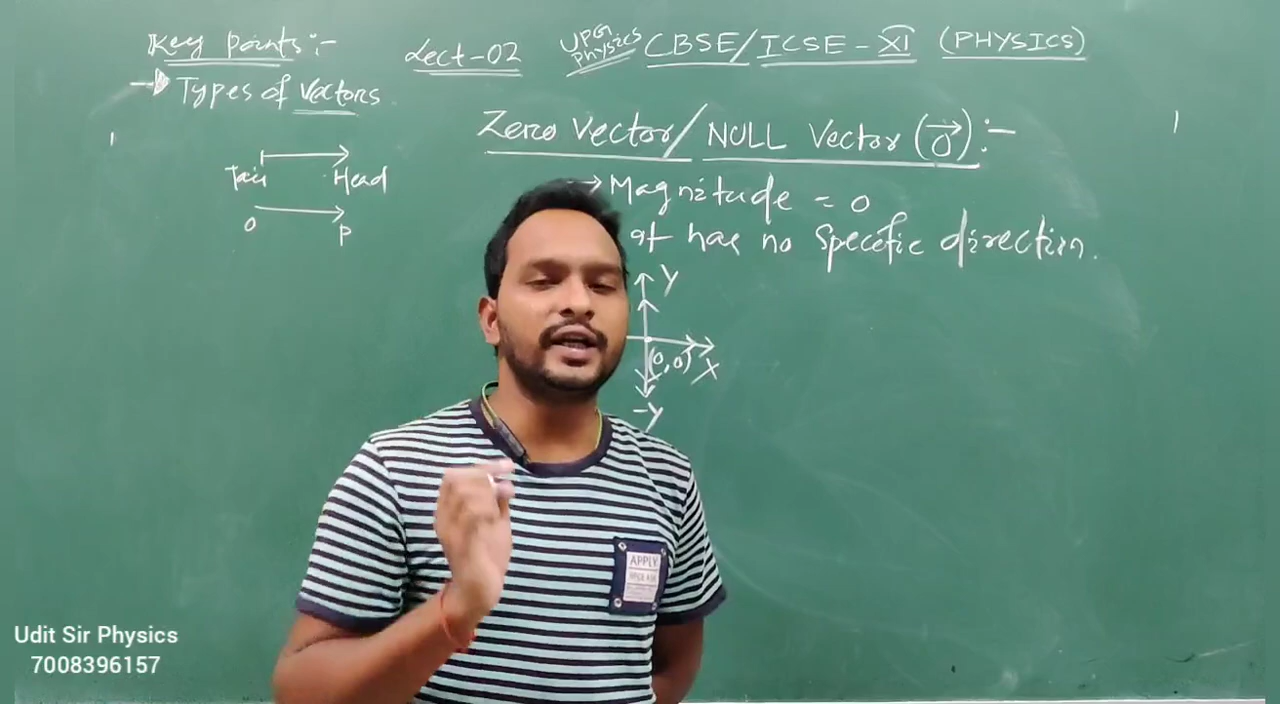 Key points:-
Lect-02
UPG Physics CBSE/ICSE-XI (PHYSICS)
→ Types of vectors
Zero Vector/NULL Vector (0⃗):-
Tail Head
→ Magnitude = 0
O P
It has no specific direction.
Y
(0,0) X
-Y
APPLY
Udit Sir Physics
7008396157